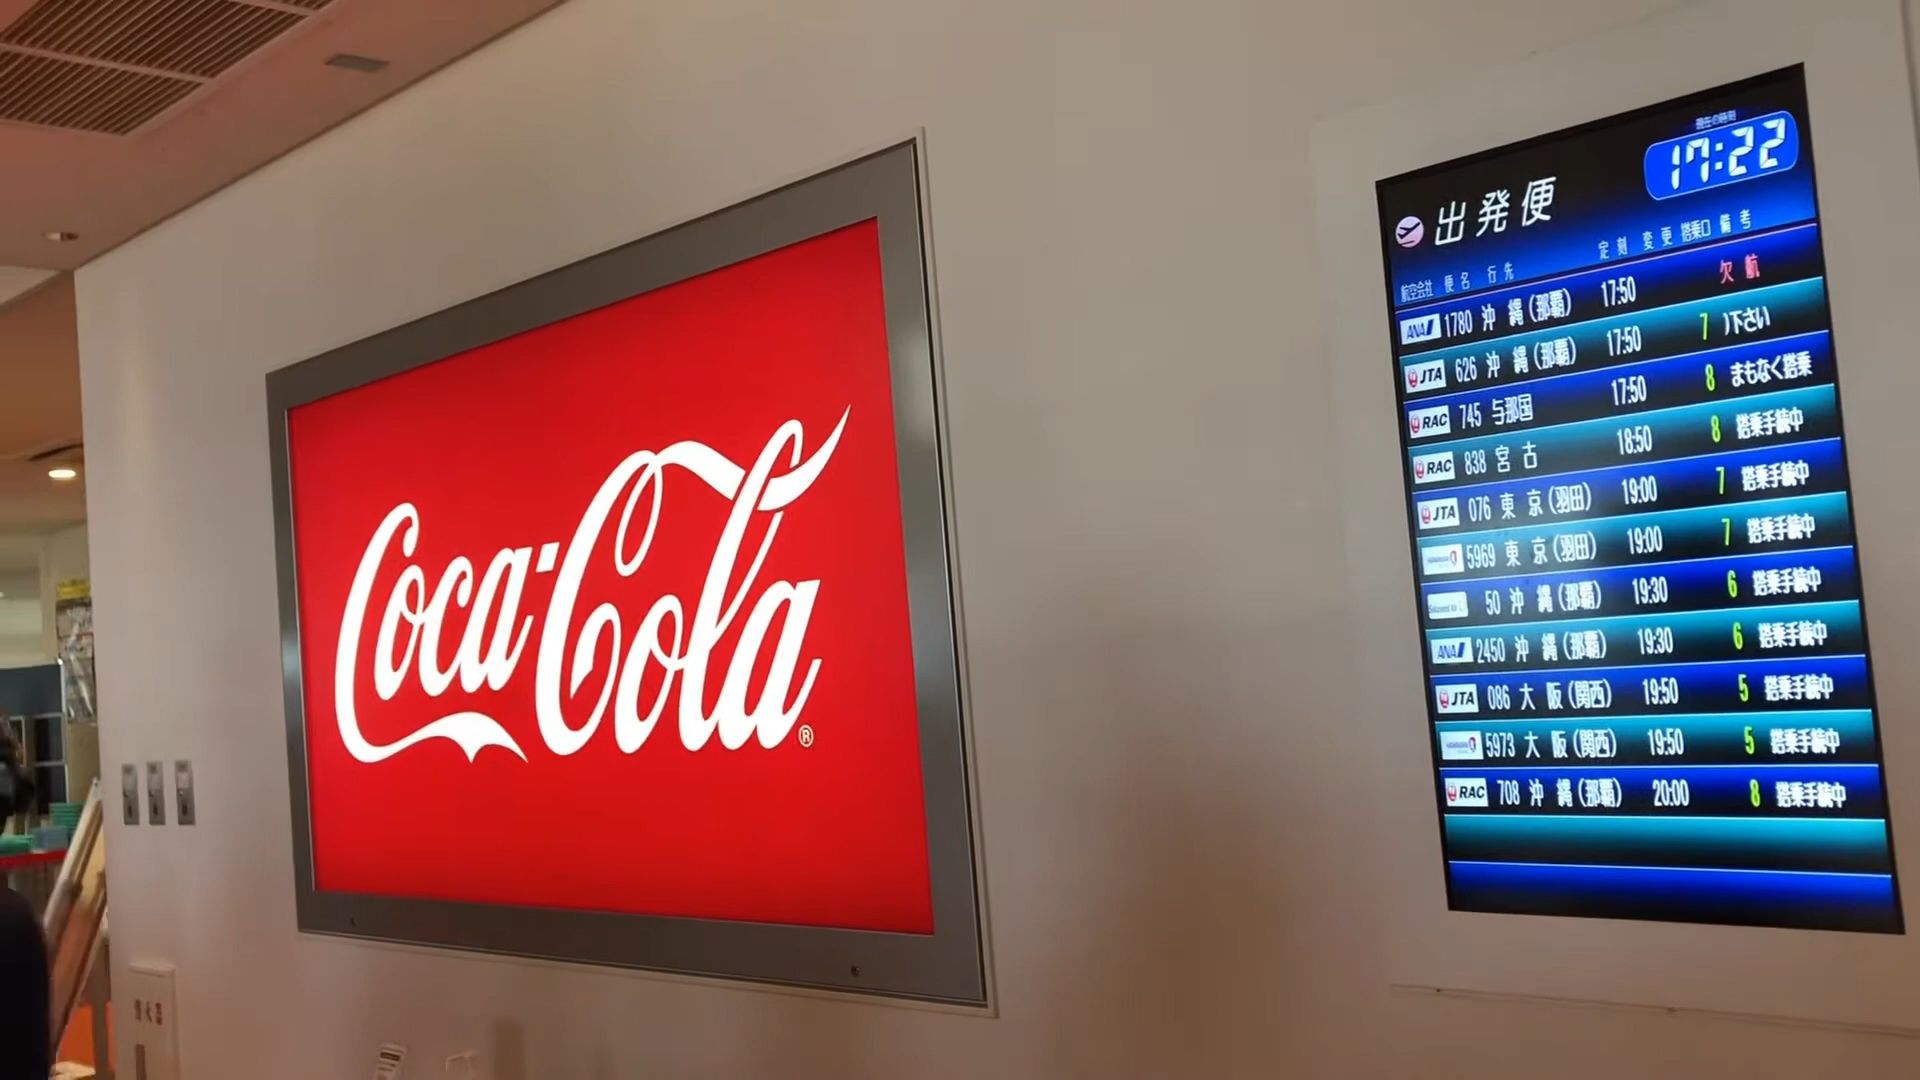 Coca-Cola®
現在の時刻
17:22
出発便
航空会社 便名 行先 定刻 変更 搭乗口 備考
ANA 1780 沖縄(那覇) 17:50 欠航
JTA 626 沖縄(那覇) 17:50 7 )下さい
RAC 745 与那国 17:50 8 まもなく搭乗
RAC 838 宮古 18:50 8 搭乗手続中
JTA 076 東京(羽田) 19:00 7 搭乗手続中
5969 東京(羽田) 19:00 7 搭乗手続中
50 沖縄(那覇) 19:30 6 搭乗手続中
ANA 2450 沖縄(那覇) 19:30 6 搭乗手続中
JTA 086 大阪(関西) 19:50 5 搭乗手続中
5973 大阪(関西) 19:50 5 搭乗手続中
RAC 708 沖縄(那覇) 20:00 8 搭乗手続中